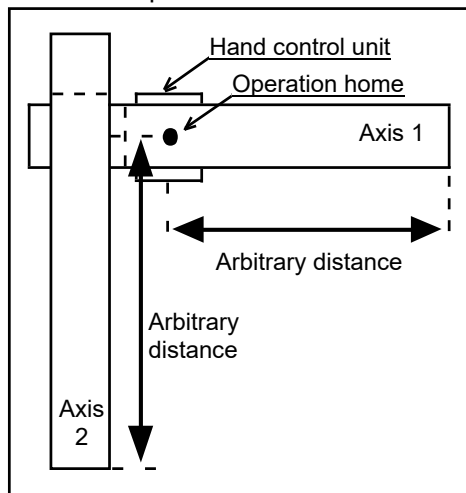 Hand control unit
Operation home
Axis 1
Arbitrary distance
Arbitrary
distance
Axis
2